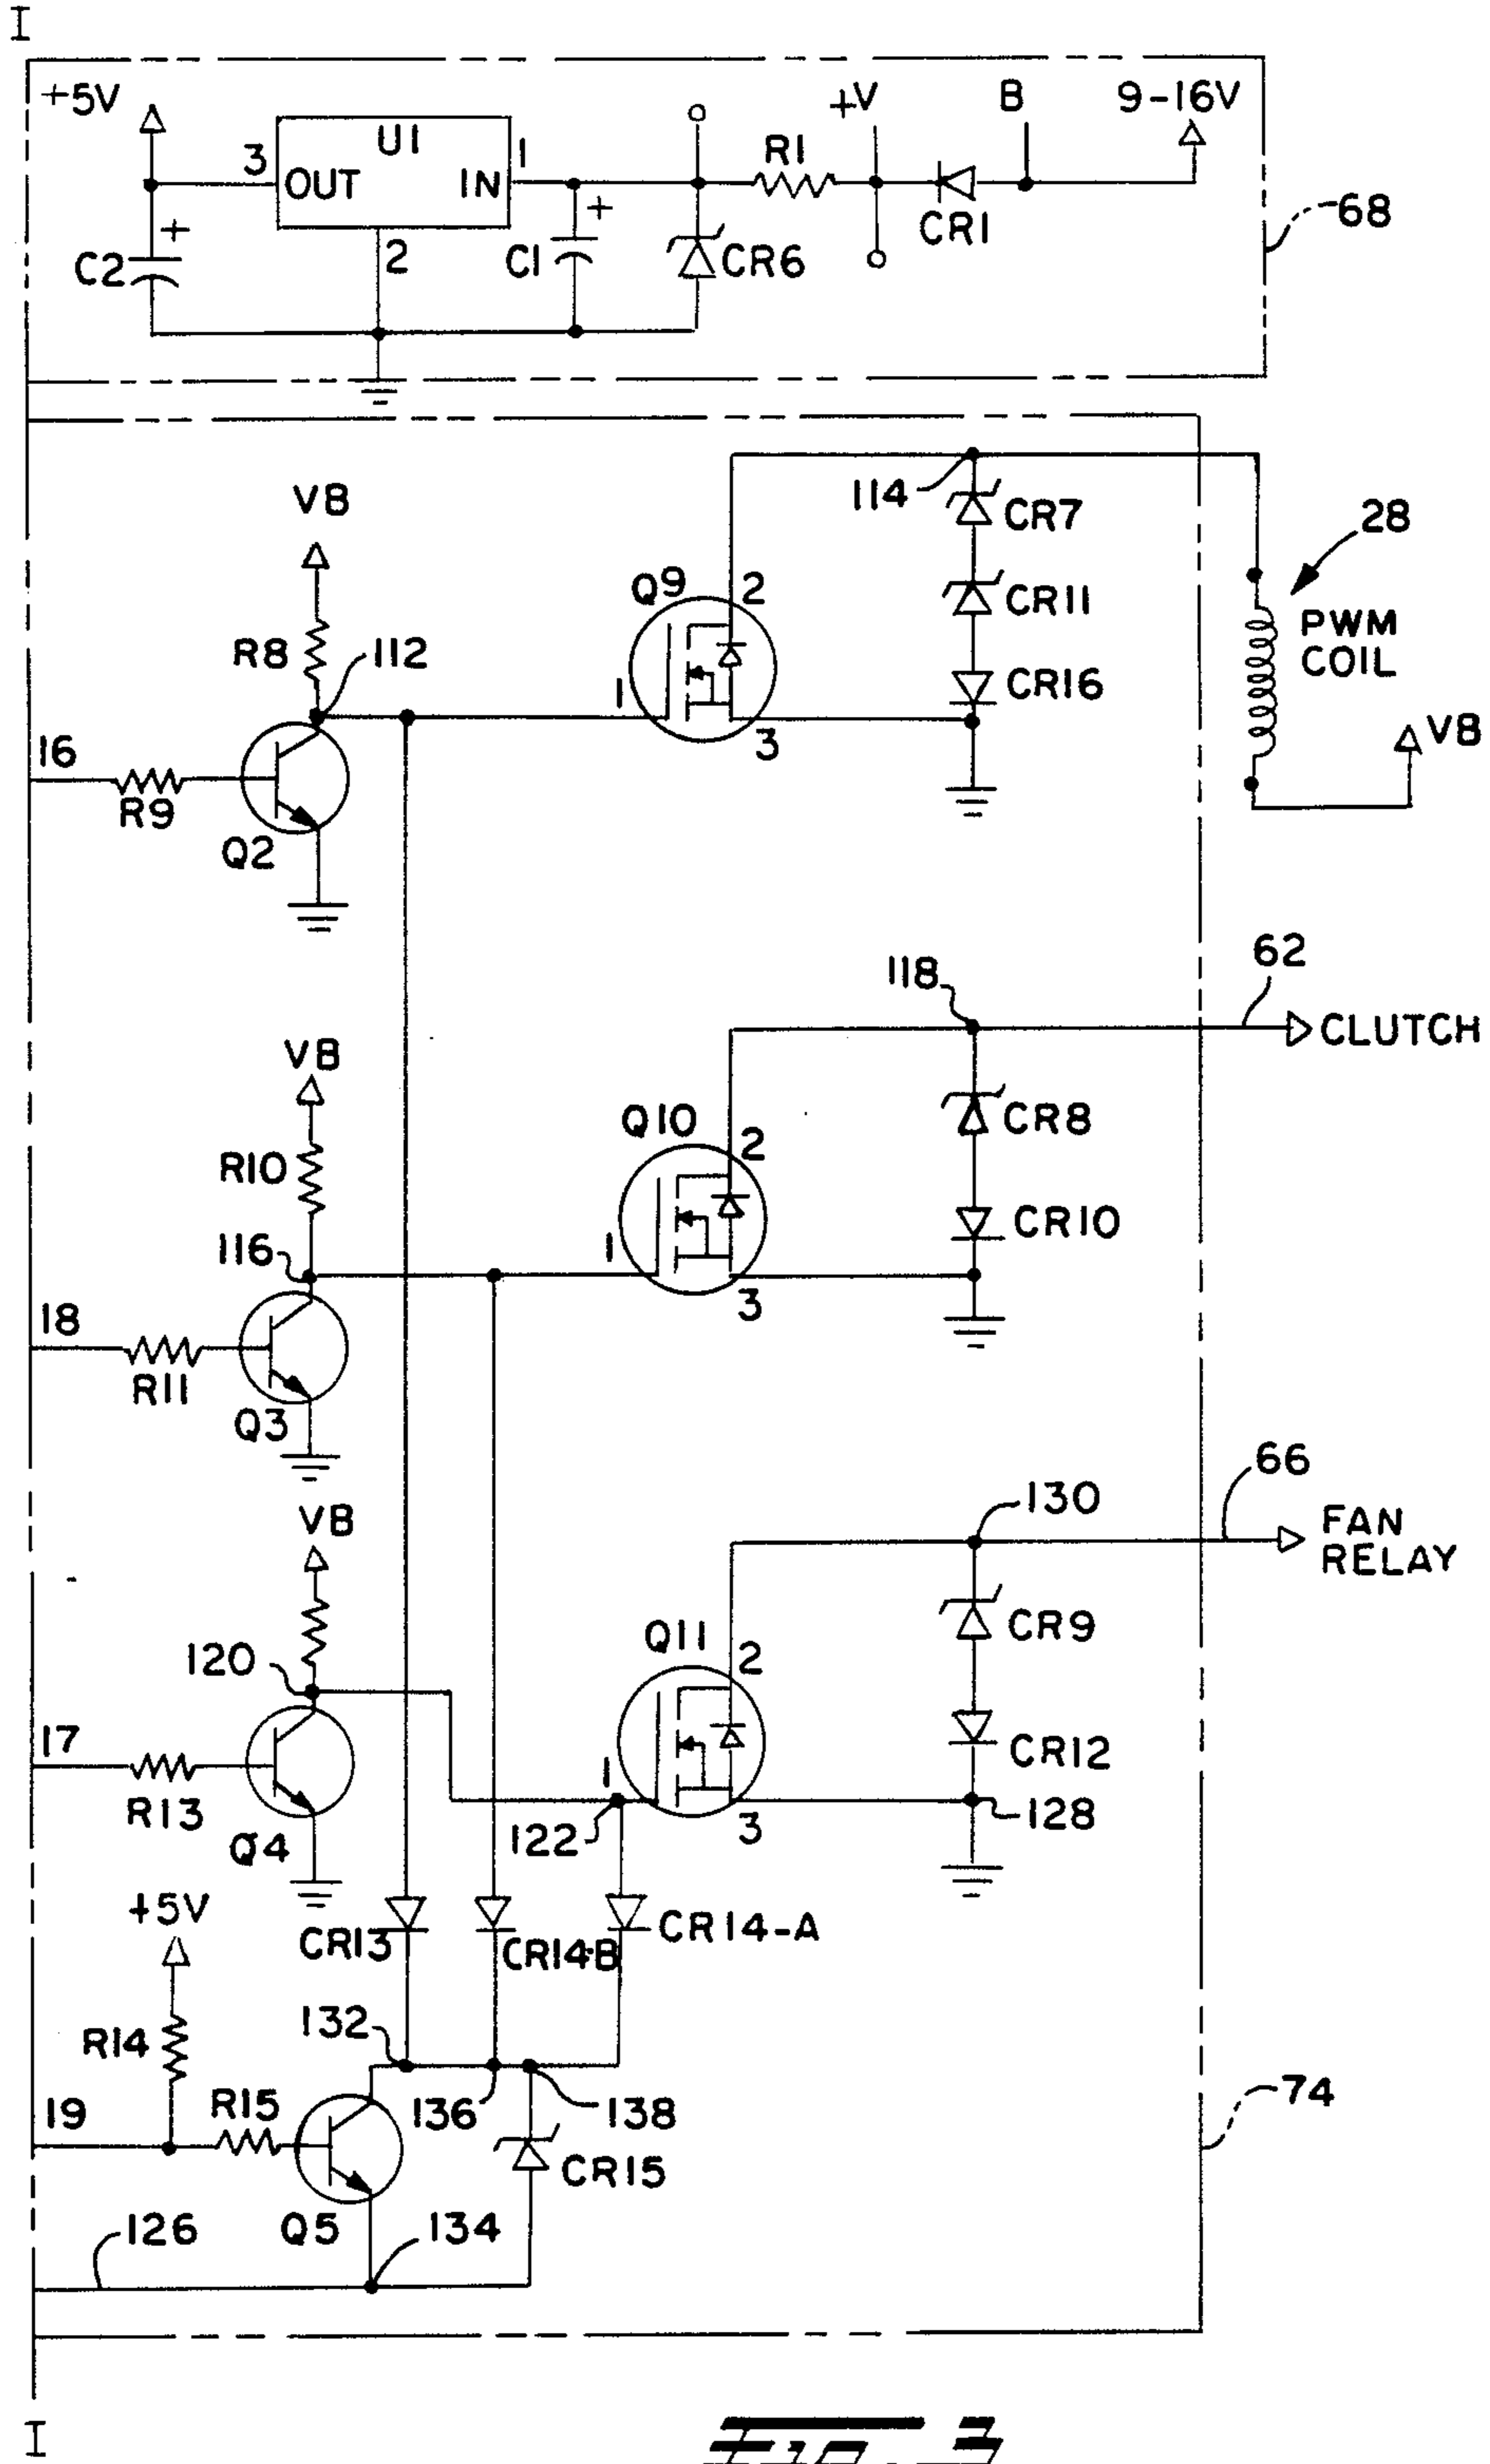 I
+5V
U1
+V
B
9-16V
3
OUT
IN
1
R1
+
+
2
C2
C1
CR6
CR1
68
VB
114
CR7
28
Q9
2
CR11
PWM
COIL
R8
112
1
CR16
VB
16
3
R9
Q2
118
62
CLUTCH
VB
Q10
2
CR8
R10
116
1
CR10
3
18
R11
Q3
66
VB
130
FAN
RELAY
Q11
2
CR9
120
17
1
CR12
R13
122
3
128
Q4
+5V
CR13
CR14B
CR14-A
132
R14
19
R15
136
138
74
CR15
126
Q5
134
I
Fig-3